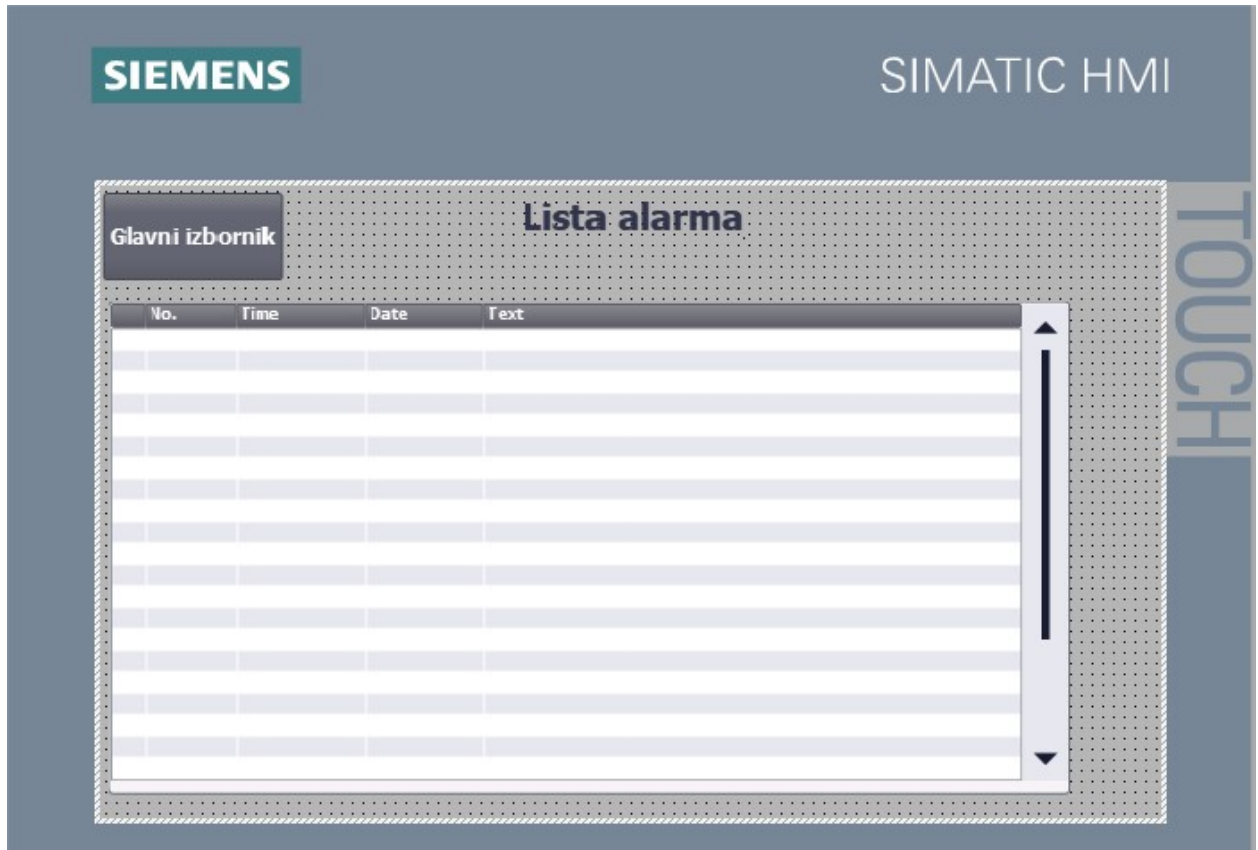 SIEMENS
SIMATIC HMI
TOUCH
Glavni izbornik
Lista alarma
No. Time Date Text